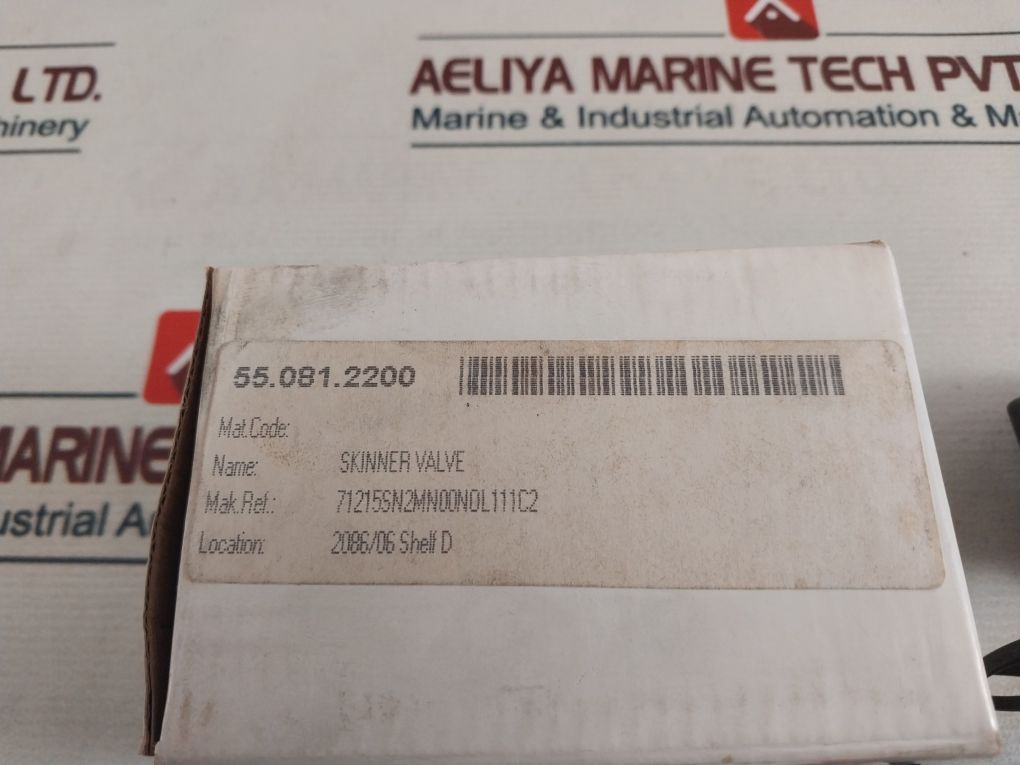 LTD.
AELIYA MARINE TECH PVT
hinery
Marine & Industrial Automation & M
55.081.2200
Mat.Code:
Name: SKINNER VALVE
Mak.Ref.: 71215SN2MN00N0L111C2
Location: 2086/06 Shelf D
MARINE
ustrial A